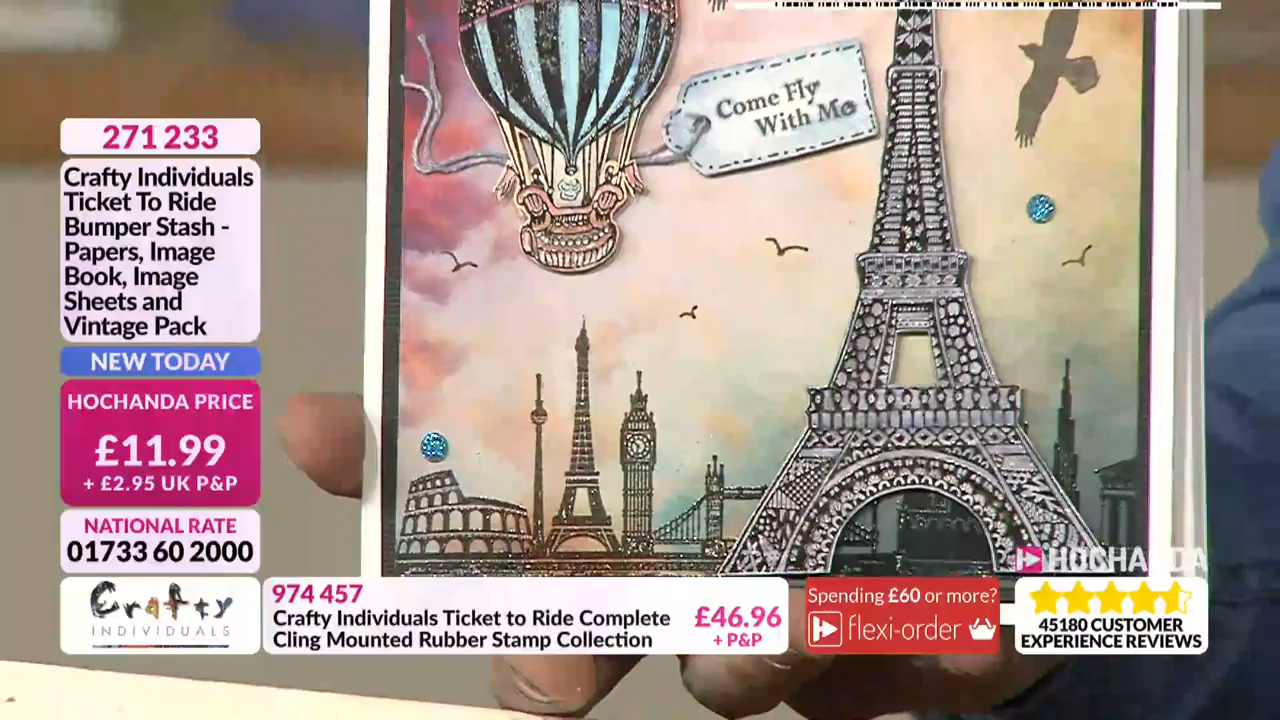 Come Fly
With Me
271 233
Crafty Individuals
Ticket To Ride
Bumper Stash -
Papers, Image
Book, Image
Sheets and
Vintage Pack
NEW TODAY
HOCHANDA PRICE
£11.99
+ £2.95 UK P&P
NATIONAL RATE
01733 60 2000
Crafty
INDIVIDUALS
974 457
Crafty Individuals Ticket to Ride Complete
Cling Mounted Rubber Stamp Collection
£46.96
+ P&P
Spending £60 or more?
flexi-order
HOCHANDA
45180 CUSTOMER
EXPERIENCE REVIEWS